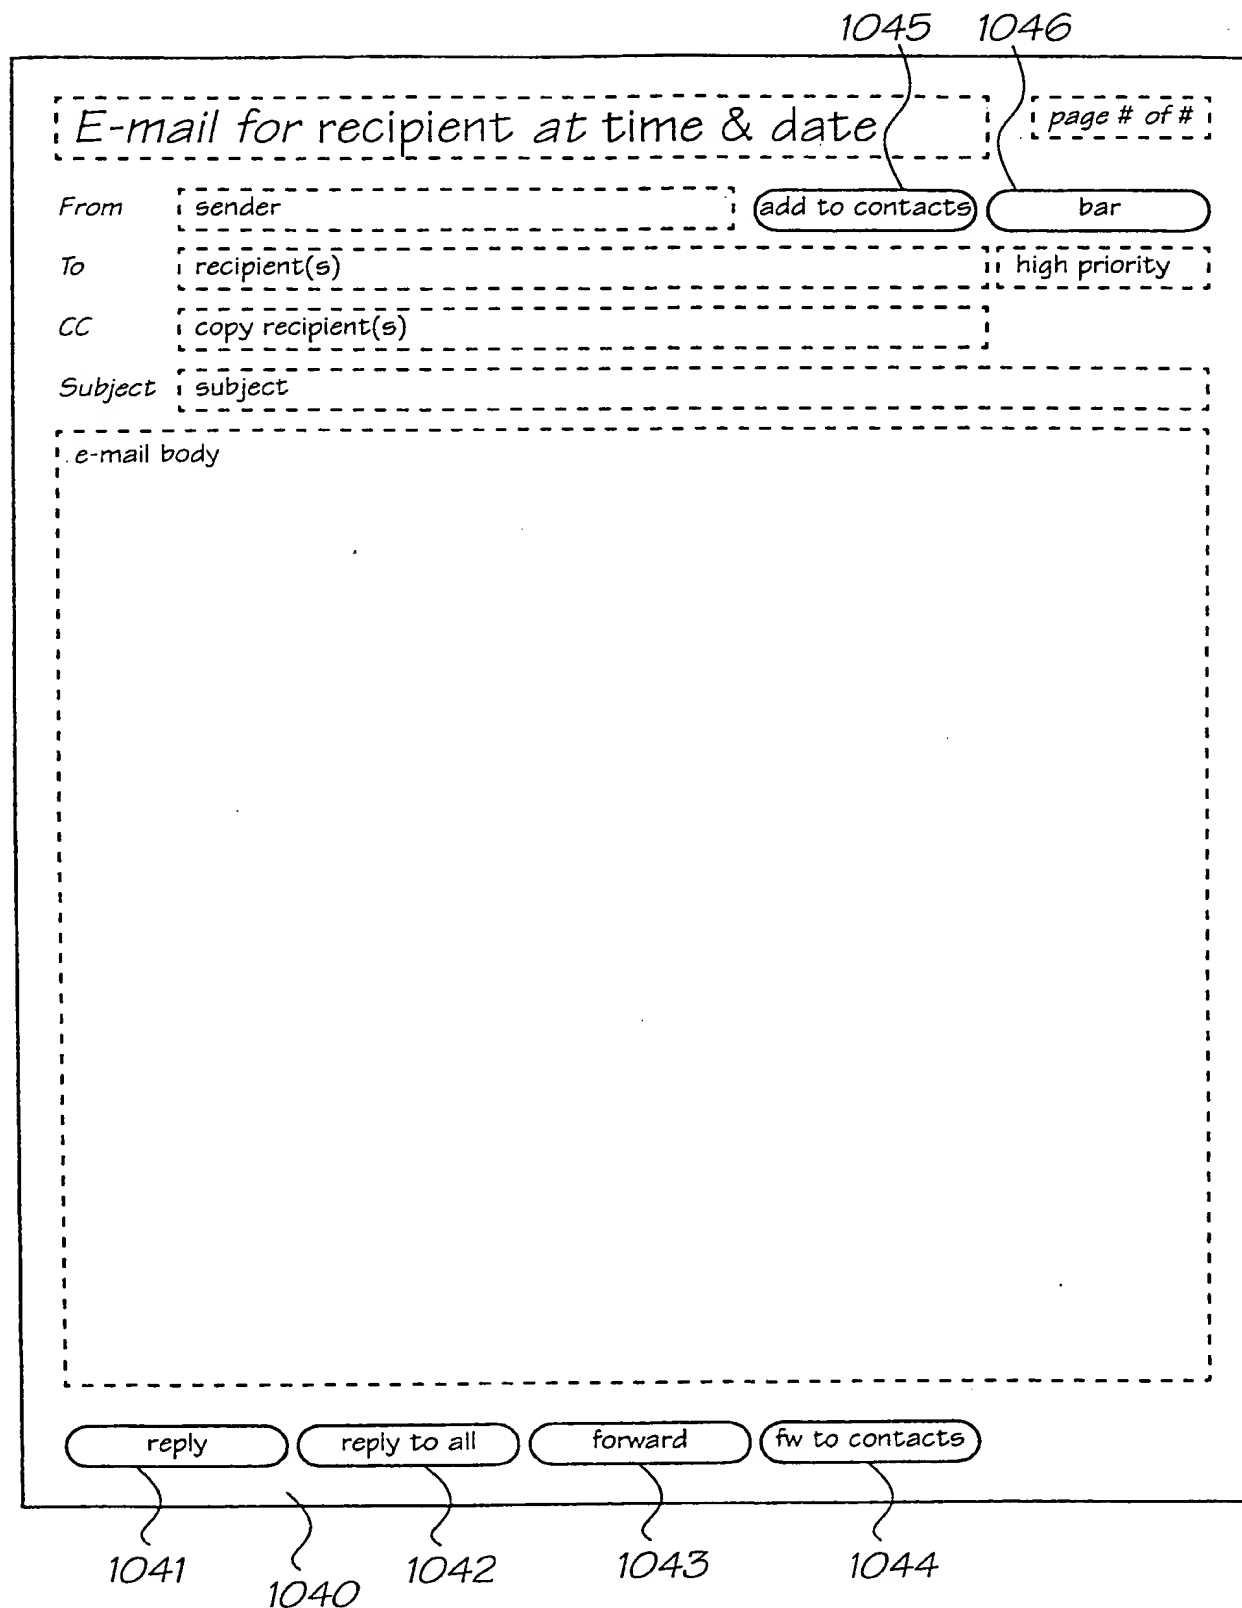 1045 1046
E-mail for recipient at time & date page # of #
From sender add to contacts bar
To recipient(s) high priority
CC copy recipient(s)
Subject subject
e-mail body
reply reply to all forward fw to contacts
1041 1040 1042 1043 1044